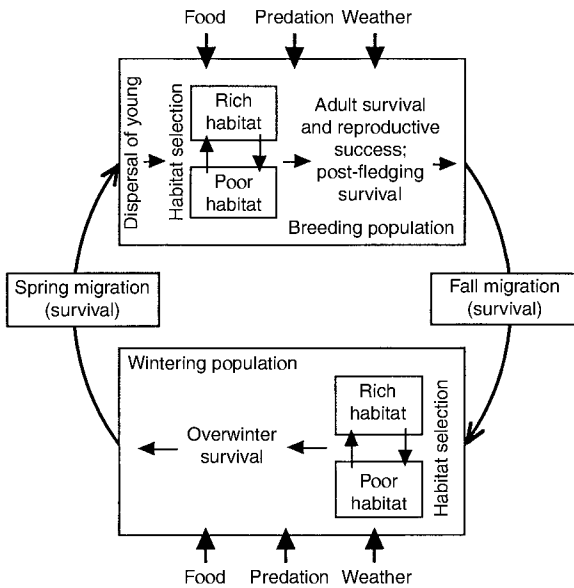 Food Predation Weather
Dispersal of young
Habitat selection
Rich
habitat
Poor
habitat
Adult survival
and reproductive
success;
post-fledging
survival
Breeding population
Spring migration
(survival)
Fall migration
(survival)
Wintering population
Overwinter
survival
Rich
habitat
Poor
habitat
Habitat selection
Food Predation Weather